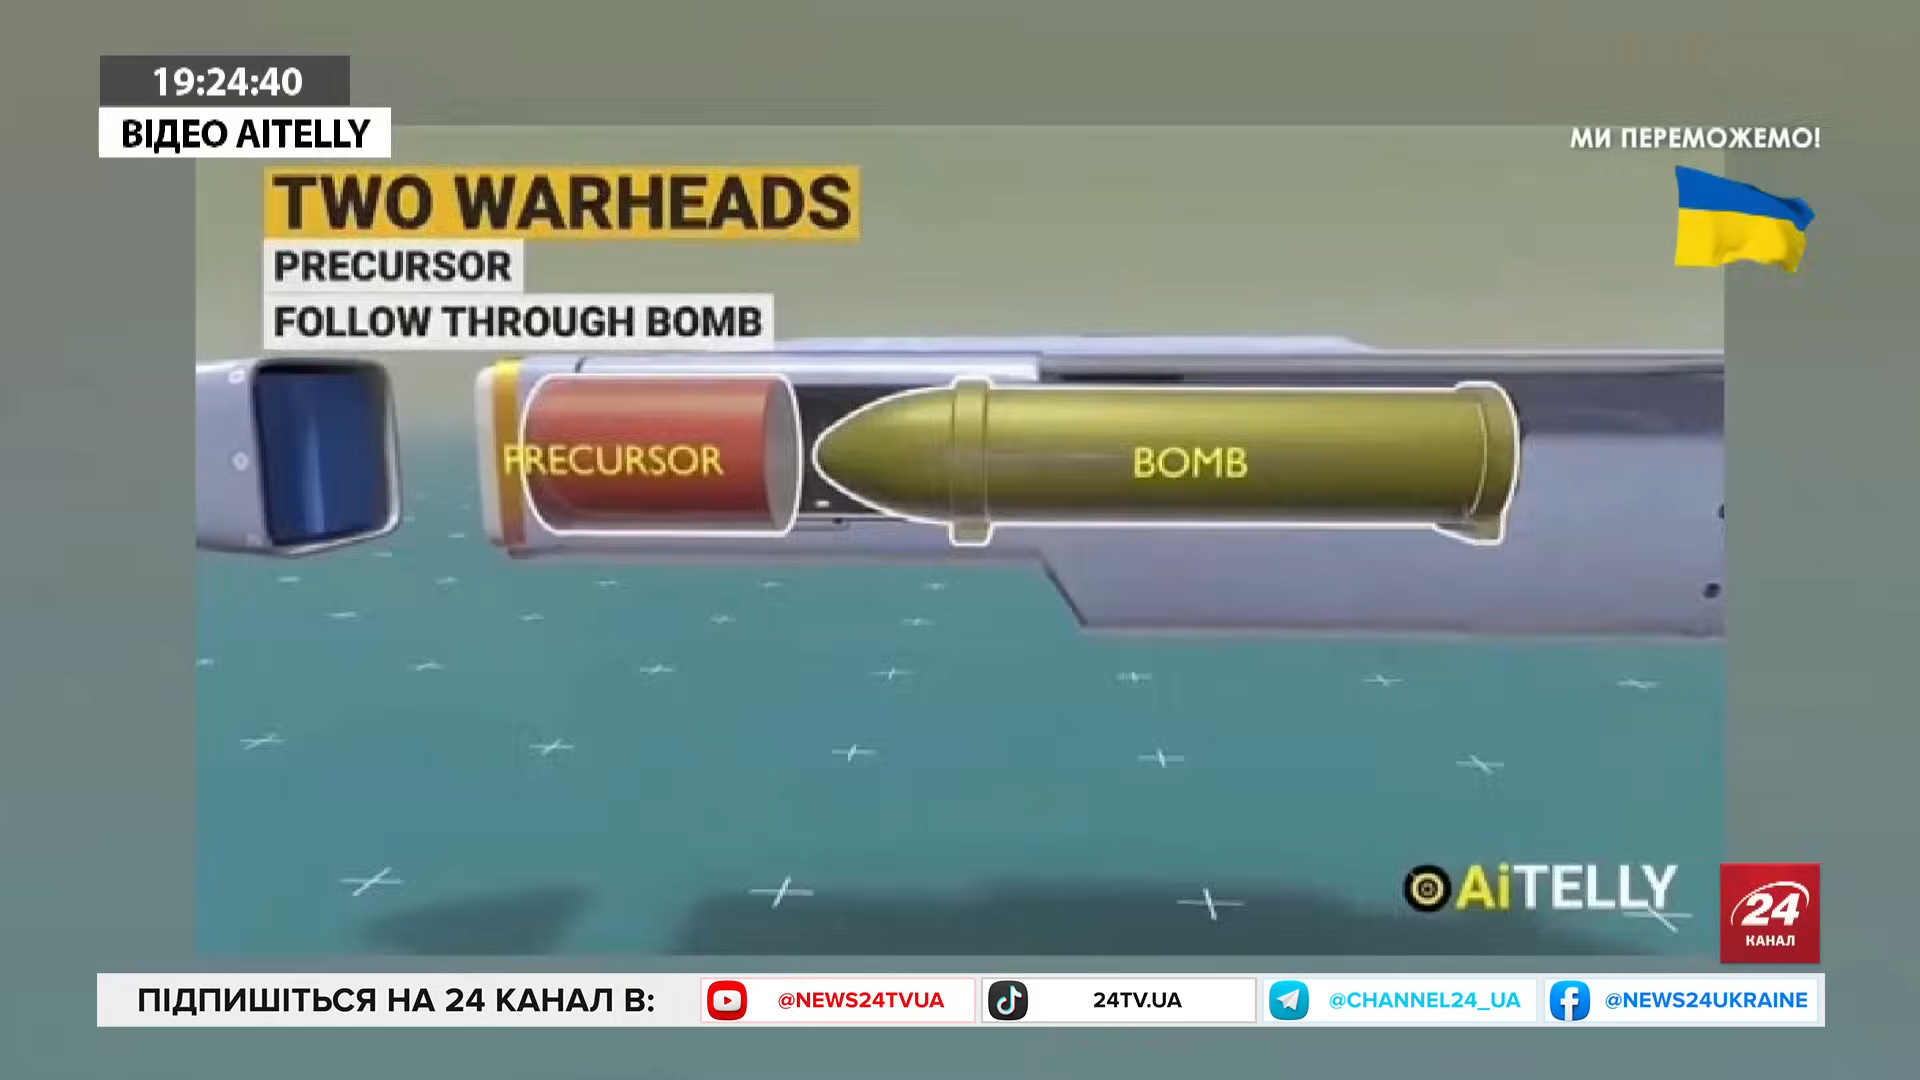 19:24:40
ВІДЕО AITELLY
МИ ПЕРЕМОЖЕМО!
TWO WARHEADS
PRECURSOR
FOLLOW THROUGH BOMB
PRECURSOR
BOMB
AiTELLY
24
КАНАЛ
ПІДПИШІТЬСЯ НА 24 КАНАЛ В: @NEWS24TVUA 24TV.UA @CHANNEL24_UA @NEWS24UKRAINE